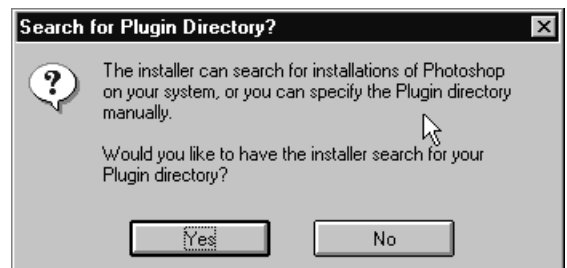 Search for Plugin Directory?
The installer can search for installations of Photoshop
on your system, or you can specify the Plugin directory
manually.
Would you like to have the installer search for your
Plugin directory?
Yes No